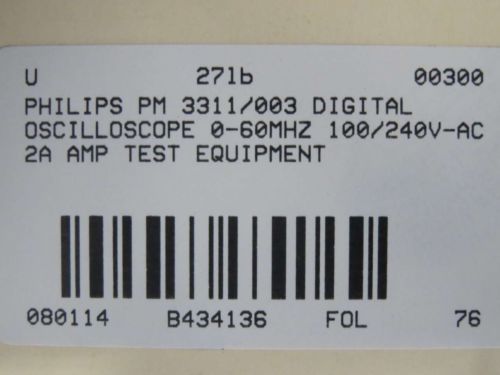 U 27lb 00300
PHILIPS PM 3311/003 DIGITAL
OSCILLOSCOPE 0-60MHZ 100/240V-AC
2A AMP TEST EQUIPMENT
080114 B434136 FOL 76